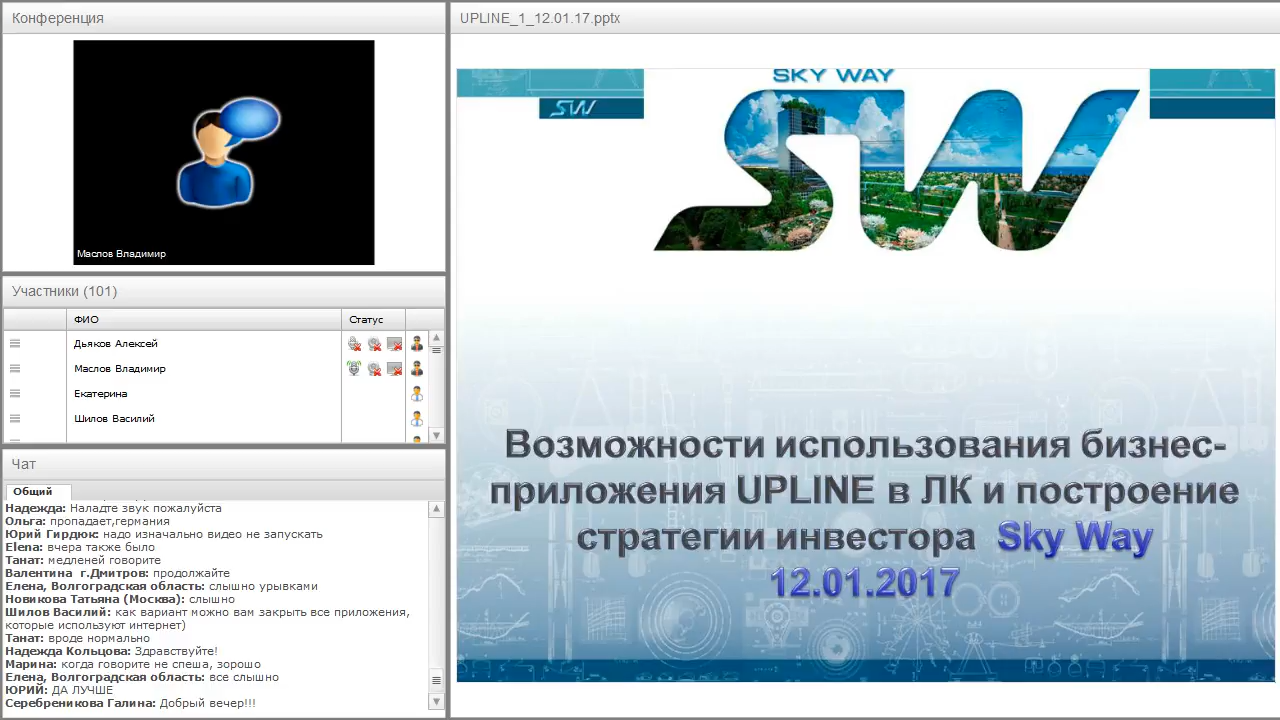 Конференция
Маслов Владимир
Участники (101)
ФИО
Статус
Дьяков Алексей
Маслов Владимир
Екатерина
Шилов Василий
Чат
Общий
Надежда: Наладте звук пожалуйста
Ольга: пропадает,германия
Юрий Гирдюк: надо изначально видео не запускать
Elena: вчера также было
Танат: медленей говорите
Валентина г.Дмитров: продолжайте
Елена, Волгоградская область: слышно урывками
Новикова Татьяна (Москва): слышно
Шилов Василий: как вариант можно вам закрыть все приложения,
которые используют интернет)
Танат: вроде нормально
Надежда Кольцова: Здравствуйте!
Марина: когда говорите не спеша, зорошо
Елена, Волгоградская область: все слышно
ЮРИЙ: ДА ЛУЧШЕ
Серебреникова Галина: Добрый вечер!!!
UPLINE_1_12.01.17.pptx
SKY WAY
SW
SW
Возможности использования бизнес-
приложения UPLINE в ЛК и построение
стратегии инвестора Sky Way
12.01.2017